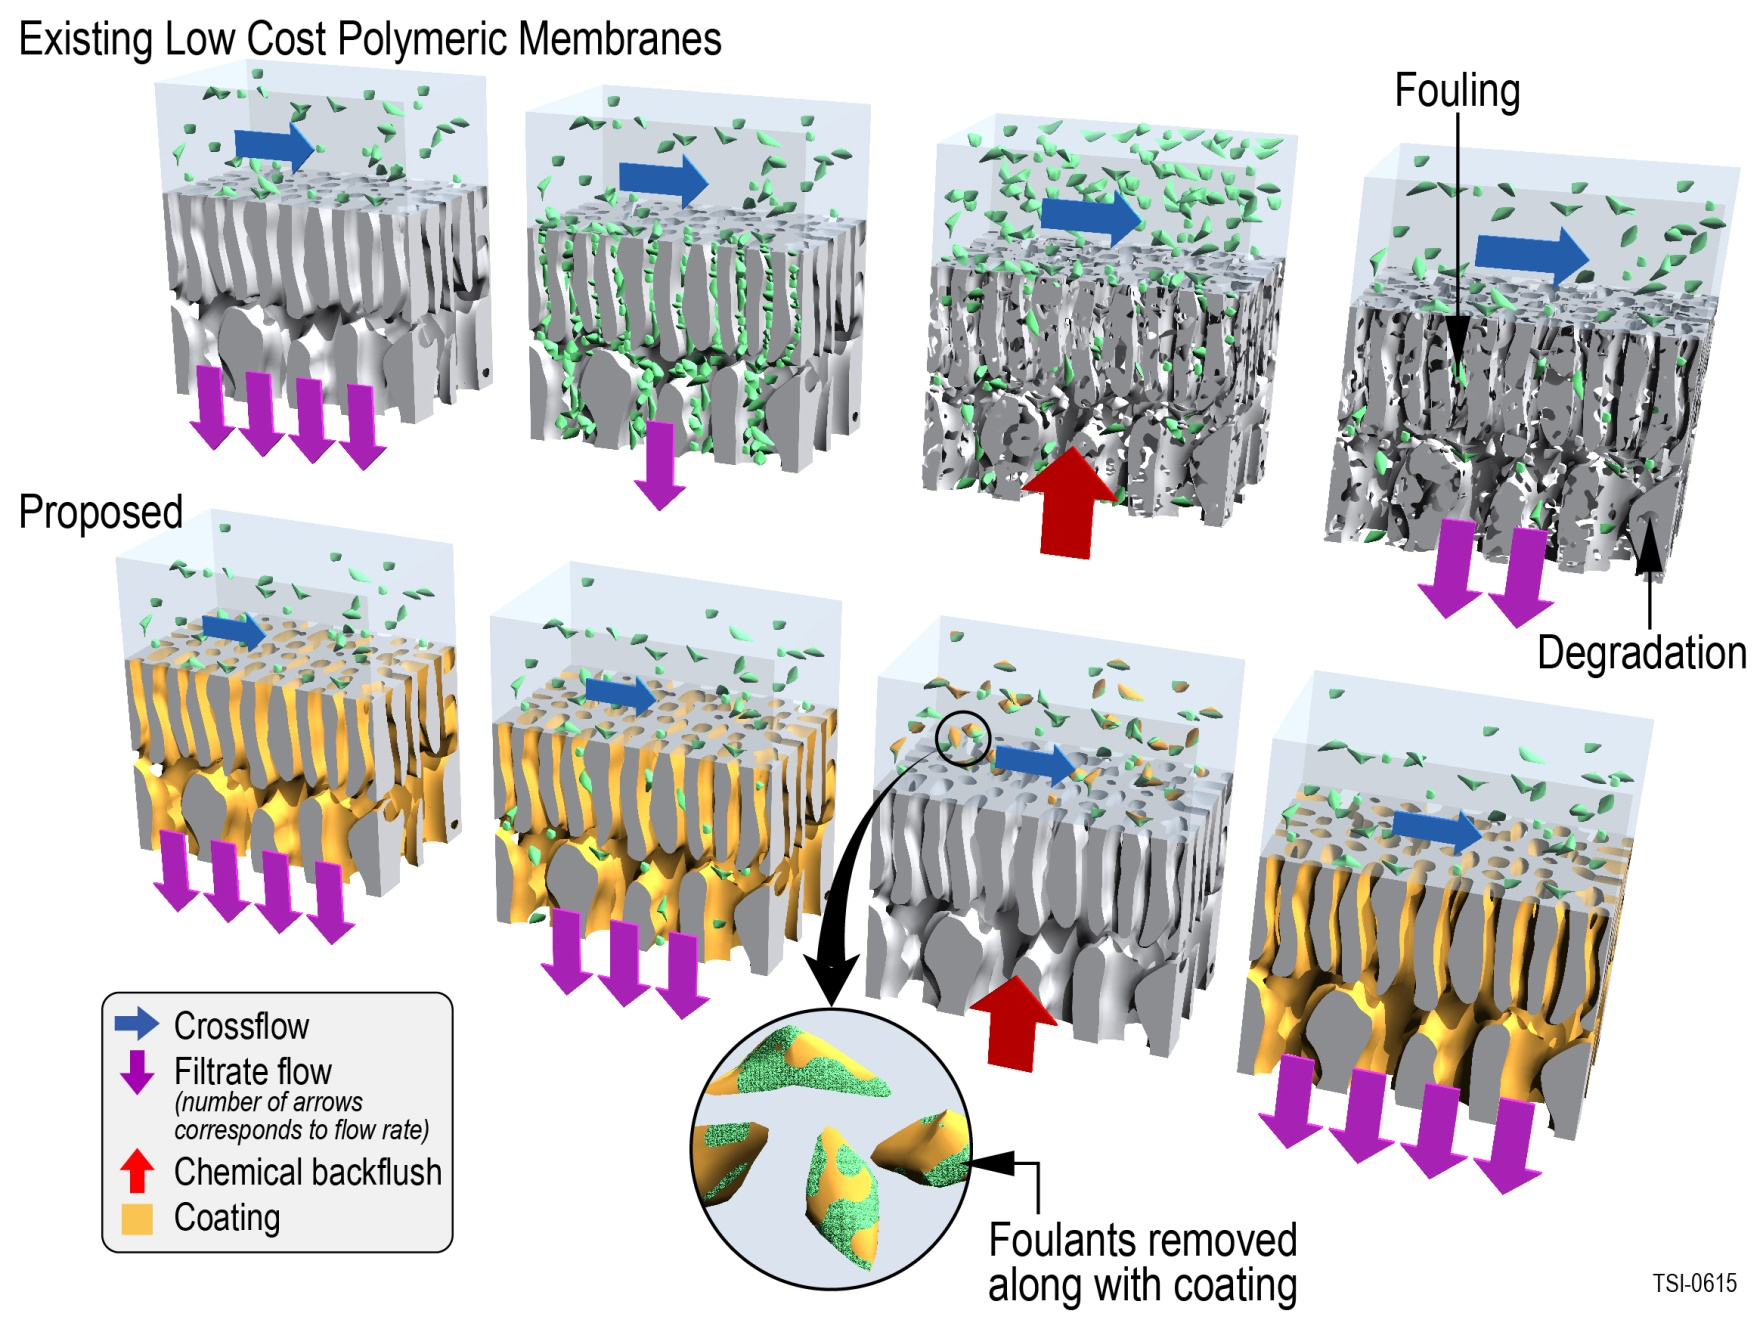 Existing Low Cost Polymeric Membranes
Fouling
Proposed
Degradation
Crossflow
Filtrate flow
(number of arrows
corresponds to flow rate)
Chemical backflush
Coating
Foulants removed
along with coating
TSI-0615